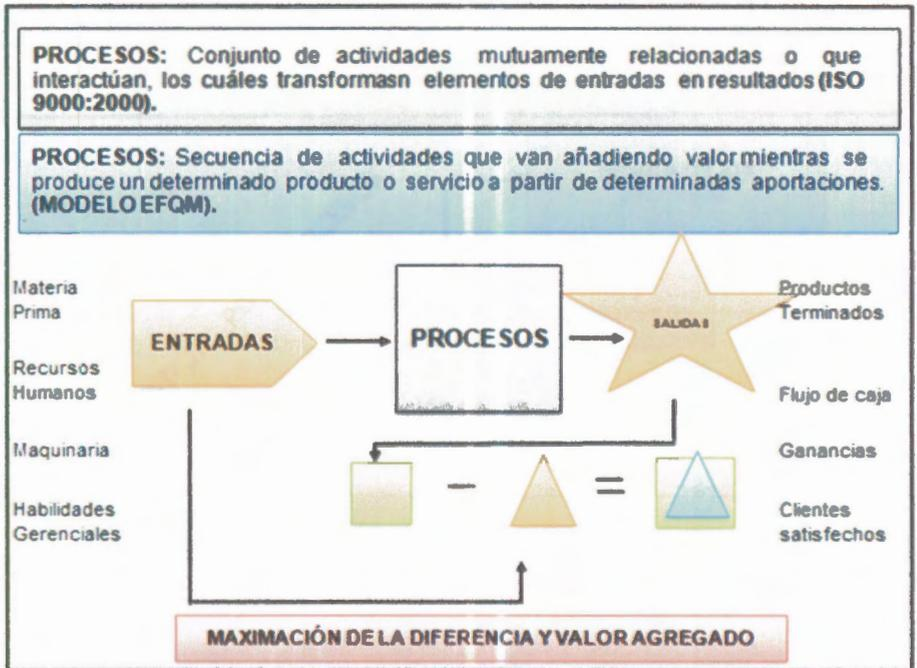 PROCESOS: Conjunto de actividades mutuamente relacionadas o que
interactúan, los cuáles transformasn elementos de entradas en resultados (ISO
9000:2000).
PROCESOS: Secuencia de actividades que van añadiendo valor mientras se
produce un determinado producto o servicio a partir de determinadas aportaciones.
(MODELO EFQM).
Materia
Prima
Recursos
Humanos
Maquinaria
Habilidades
Gerenciales
ENTRADAS
PROCESOS
SALIDAS
Productos
Terminados
Flujo de caja
Ganancias
Clientes
satisfechos
– =
MAXIMACIÓN DE LA DIFERENCIA Y VALOR AGREGADO